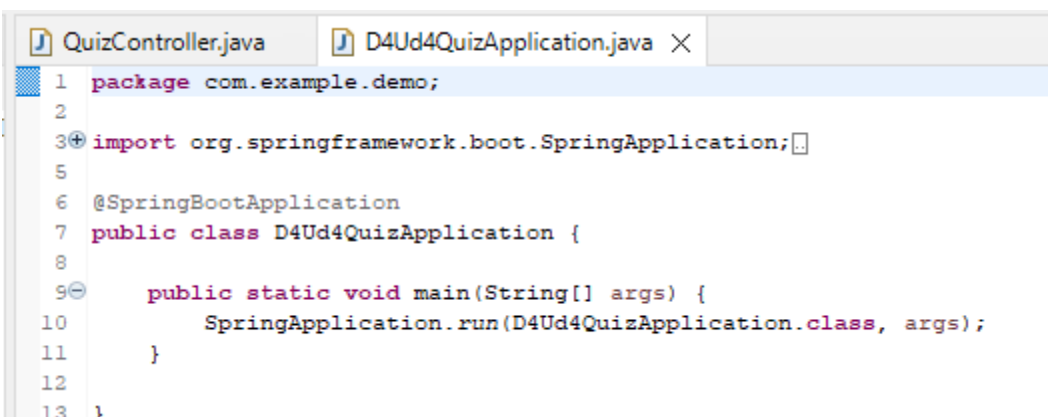 QuizController.java D4Ud4QuizApplication.java
1 package com.example.demo;
2
3 import org.springframework.boot.SpringApplication;
5
6 @SpringBootApplication
7 public class D4Ud4QuizApplication {
8
9 public static void main(String[] args) {
10 SpringApplication.run(D4Ud4QuizApplication.class, args);
11 }
12
13 }